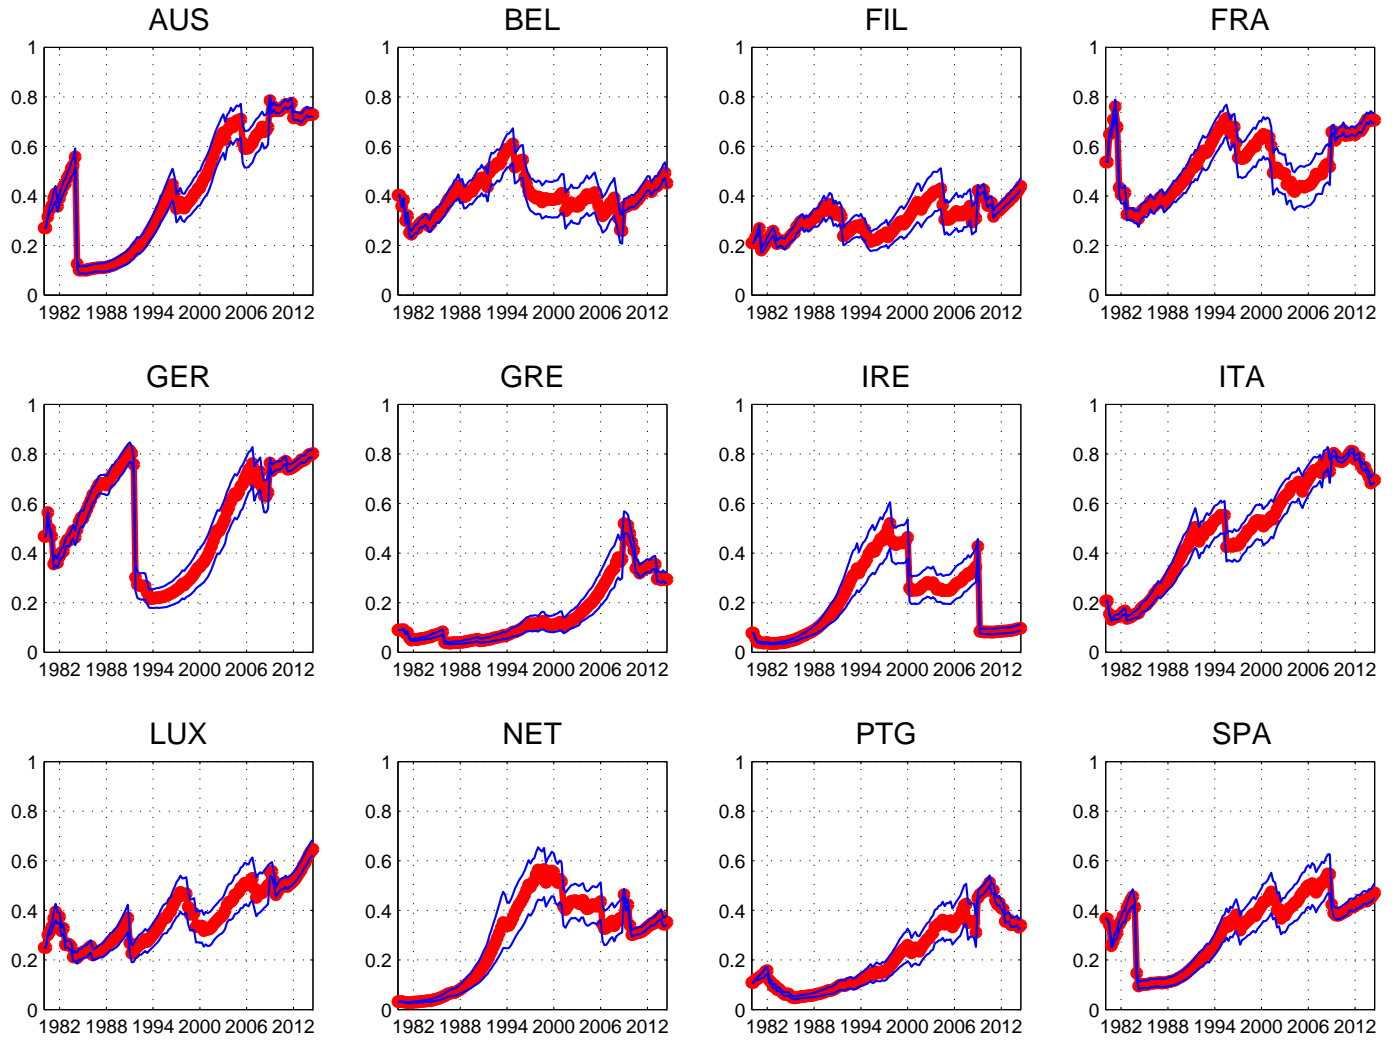 AUS BEL FIL FRA
1 1 1 1
0.8 0.8 0.8 0.8
0.6 0.6 0.6 0.6
0.4 0.4 0.4 0.4
0.2 0.2 0.2 0.2
0 0 0 0
1982 1988 1994 2000 2006 2012 1982 1988 1994 2000 2006 2012 1982 1988 1994 2000 2006 2012 1982 1988 1994 2000 2006 2012
GER GRE IRE ITA
1 1 1 1
0.8 0.8 0.8 0.8
0.6 0.6 0.6 0.6
0.4 0.4 0.4 0.4
0.2 0.2 0.2 0.2
0 0 0 0
1982 1988 1994 2000 2006 2012 1982 1988 1994 2000 2006 2012 1982 1988 1994 2000 2006 2012 1982 1988 1994 2000 2006 2012
LUX NET PTG SPA
1 1 1 1
0.8 0.8 0.8 0.8
0.6 0.6 0.6 0.6
0.4 0.4 0.4 0.4
0.2 0.2 0.2 0.2
0 0 0 0
1982 1988 1994 2000 2006 2012 1982 1988 1994 2000 2006 2012 1982 1988 1994 2000 2006 2012 1982 1988 1994 2000 2006 2012